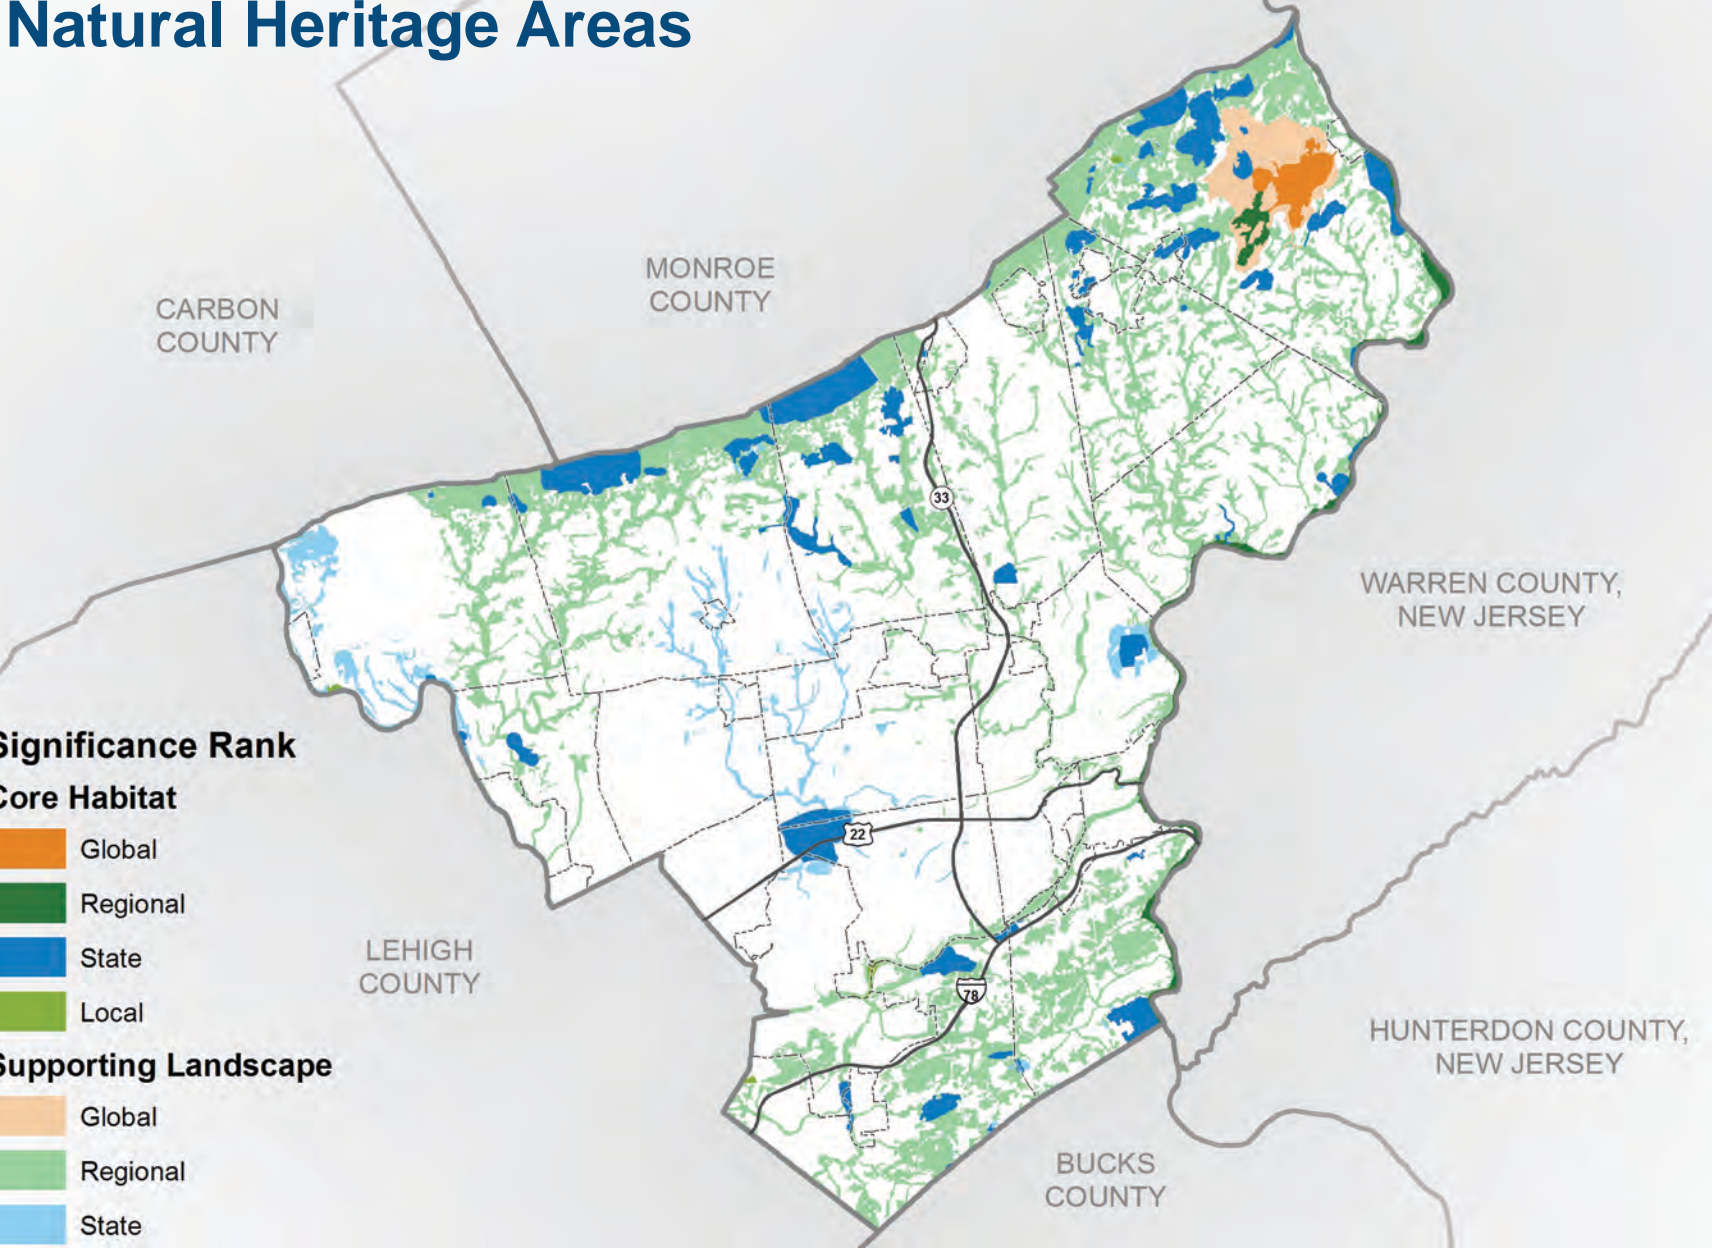 Natural Heritage Areas
CARBON
COUNTY
MONROE
COUNTY
33
WARREN COUNTY,
NEW JERSEY
22
LEHIGH
COUNTY
78
HUNTERDON COUNTY,
NEW JERSEY
BUCKS
COUNTY
Significance Rank
Core Habitat
Global
Regional
State
Local
Supporting Landscape
Global
Regional
State